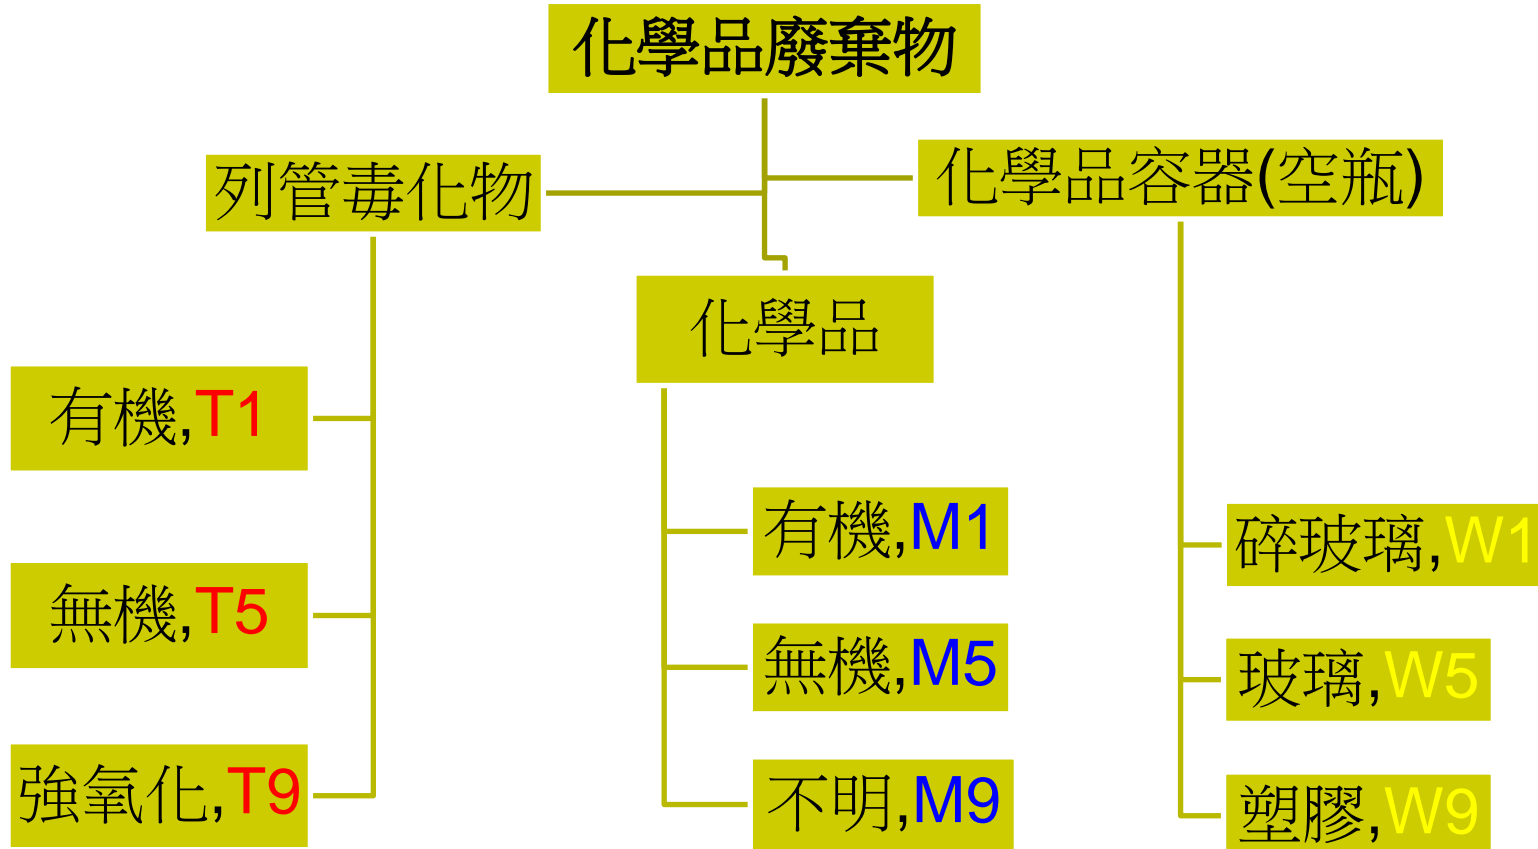 化學品廢棄物
列管毒化物
化學品容器(空瓶)
化學品
有機,T1
無機,T5
強氧化,T9
有機,M1
無機,M5
不明,M9
碎玻璃,W1
玻璃,W5
塑膠,W9